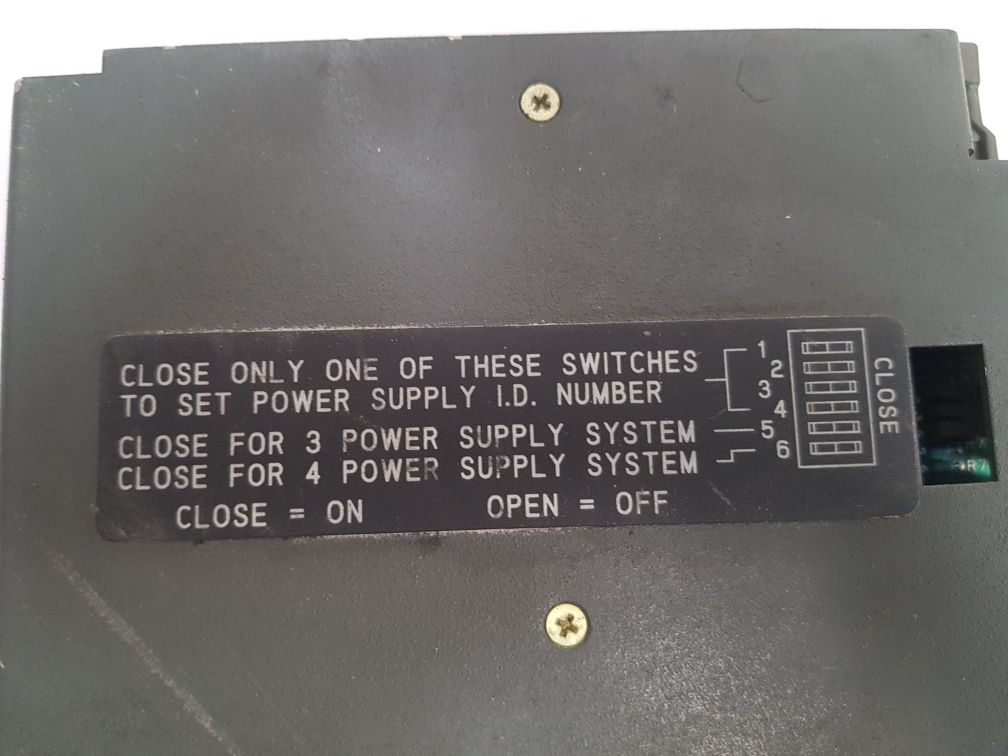 CLOSE ONLY ONE OF THESE SWITCHES
TO SET POWER SUPPLY I.D. NUMBER
CLOSE FOR 3 POWER SUPPLY SYSTEM
CLOSE FOR 4 POWER SUPPLY SYSTEM
CLOSE = ON OPEN = OFF
1
2
3
4
5
6
CLOSE
R7